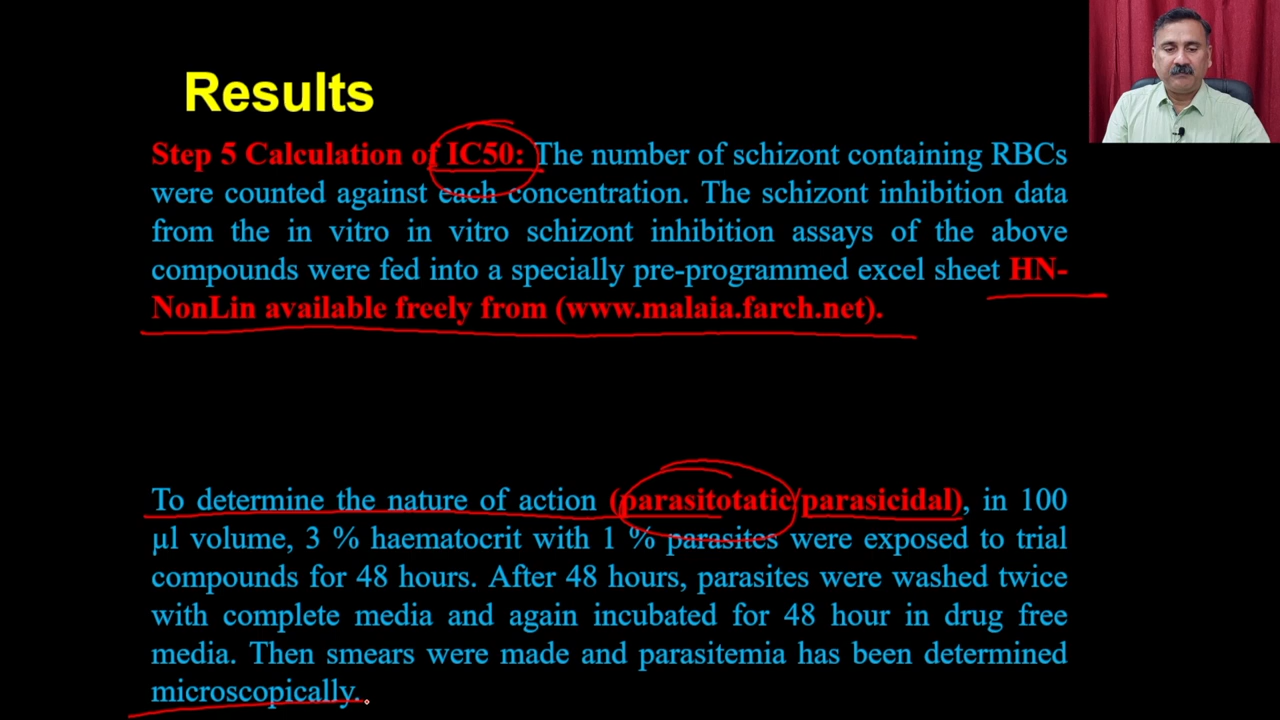 Results
Step 5 Calculation of IC50: The number of schizont containing RBCs
were counted against each concentration. The schizont inhibition data
from the in vitro in vitro schizont inhibition assays of the above
compounds were fed into a specially pre-programmed excel sheet HN-
NonLin available freely from (www.malaia.farch.net).
To determine the nature of action (parasitotatic/parasicidal), in 100
µl volume, 3 % haematocrit with 1 % parasites were exposed to trial
compounds for 48 hours. After 48 hours, parasites were washed twice
with complete media and again incubated for 48 hour in drug free
media. Then smears were made and parasitemia has been determined
microscopically.